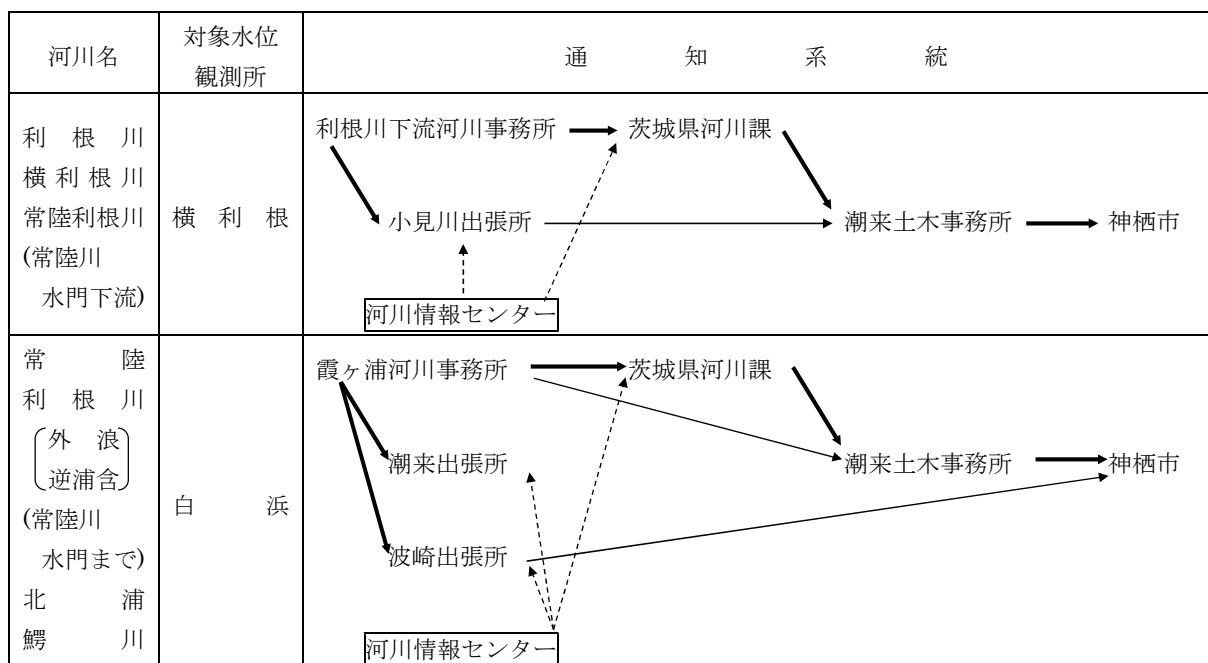 河川名 対象水位観測所 通知系統
利根川
横利根川
常陸利根川
(常陸川
水門下流)
横利根
利根川下流河川事務所 茨城県河川課
小見川出張所 潮来土木事務所 神栖市
河川情報センター
常陸
利根川
外浪
逆浦含
(常陸川
水門まで)
北浦
鰐川
白浜
霞ヶ浦河川事務所 茨城県河川課
潮来出張所 潮来土木事務所 神栖市
波崎出張所
河川情報センター